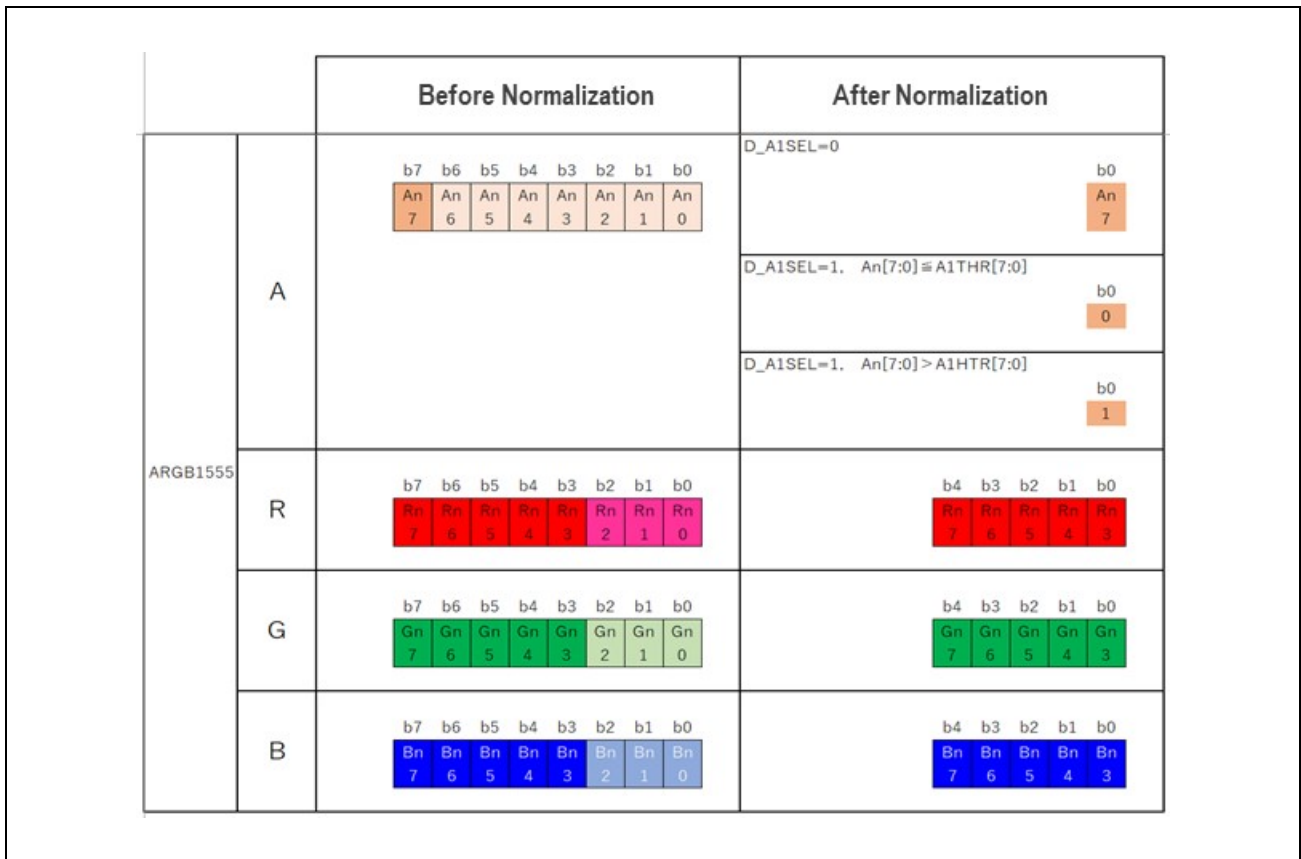 Before Normalization After Normalization
ARGB1555
A
b7 b6 b5 b4 b3 b2 b1 b0
An An An An An An An An
7 6 5 4 3 2 1 0
D_A1SEL=0
b0
An
7
D_A1SEL=1, An[7:0]≦A1THR[7:0]
b0
0
D_A1SEL=1, An[7:0]>A1HTR[7:0]
b0
1
R
b7 b6 b5 b4 b3 b2 b1 b0
Rn Rn Rn Rn Rn Rn Rn Rn
7 6 5 4 3 2 1 0
b4 b3 b2 b1 b0
Rn Rn Rn Rn Rn
7 6 5 4 3
G
b7 b6 b5 b4 b3 b2 b1 b0
Gn Gn Gn Gn Gn Gn Gn Gn
7 6 5 4 3 2 1 0
b4 b3 b2 b1 b0
Gn Gn Gn Gn Gn
7 6 5 4 3
B
b7 b6 b5 b4 b3 b2 b1 b0
Bn Bn Bn Bn Bn Bn Bn Bn
7 6 5 4 3 2 1 0
b4 b3 b2 b1 b0
Bn Bn Bn Bn Bn
7 6 5 4 3